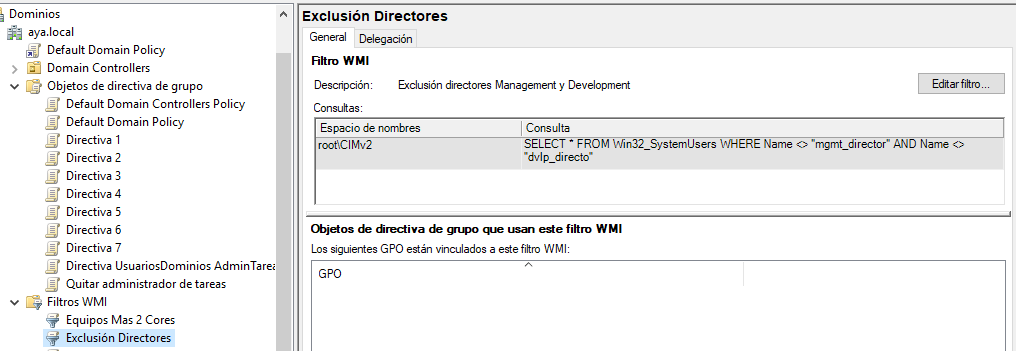 Dominios
aya.local
Default Domain Policy
Domain Controllers
Objetos de directiva de grupo
Default Domain Controllers Policy
Default Domain Policy
Directiva 1
Directiva 2
Directiva 3
Directiva 4
Directiva 5
Directiva 6
Directiva 7
Directiva UsuariosDominios AdminTarea
Quitar administrador de tareas
Filtros WMI
Equipos Mas 2 Cores
Exclusión Directores
Exclusión Directores
General Delegación
Filtro WMI
Descripción: Exclusión directores Management y Development
Editar filtro...
Consultas:
Espacio de nombres Consulta
root\CIMv2 SELECT * FROM Win32_SystemUsers WHERE Name <> "mgmt_director" AND Name <>
"dvlp_directo"
Objetos de directiva de grupo que usan este filtro WMI
Los siguientes GPO están vinculados a este filtro WMI:
GPO